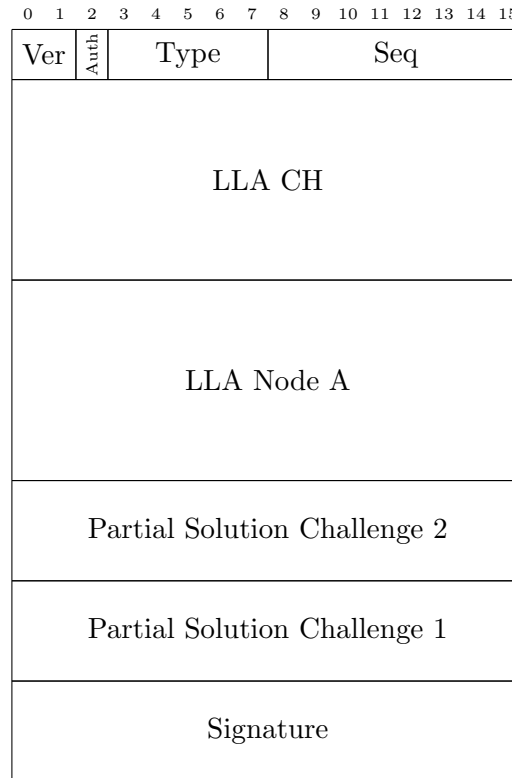 0 1 2 3 4 5 6 7 8 9 10 11 12 13 14 15
Ver Auth Type Seq
LLA CH
LLA Node A
Partial Solution Challenge 2
Partial Solution Challenge 1
Signature